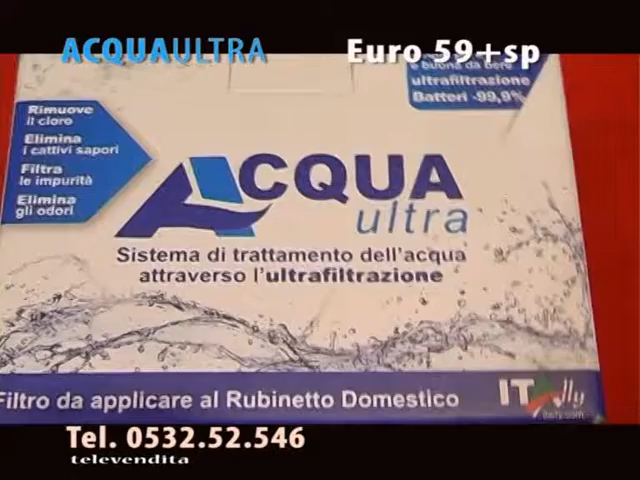 ACQUAULTRA
Euro 59+sp
è buona da bere
ultrafiltrazione
Batteri -99,9%
Rimuove
il cloro
Elimina
i cattivi sapori
Filtra
le impurità
Elimina
gli odori
ACQUA
ultra
Sistema di trattamento dell'acqua
attraverso l'ultrafiltrazione
Filtro da applicare al Rubinetto Domestico
Tel. 0532.52.546
televendita